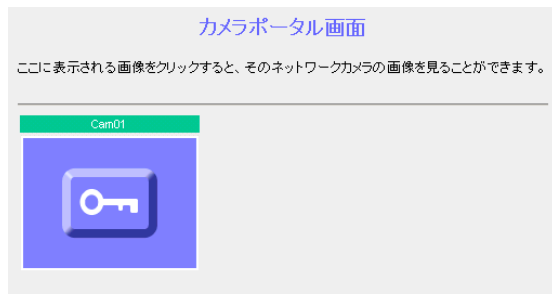 カメラポータル画面
ここに表示される画像をクリックすると、そのネットワークカメラの画像を見ることができます。
Cam01